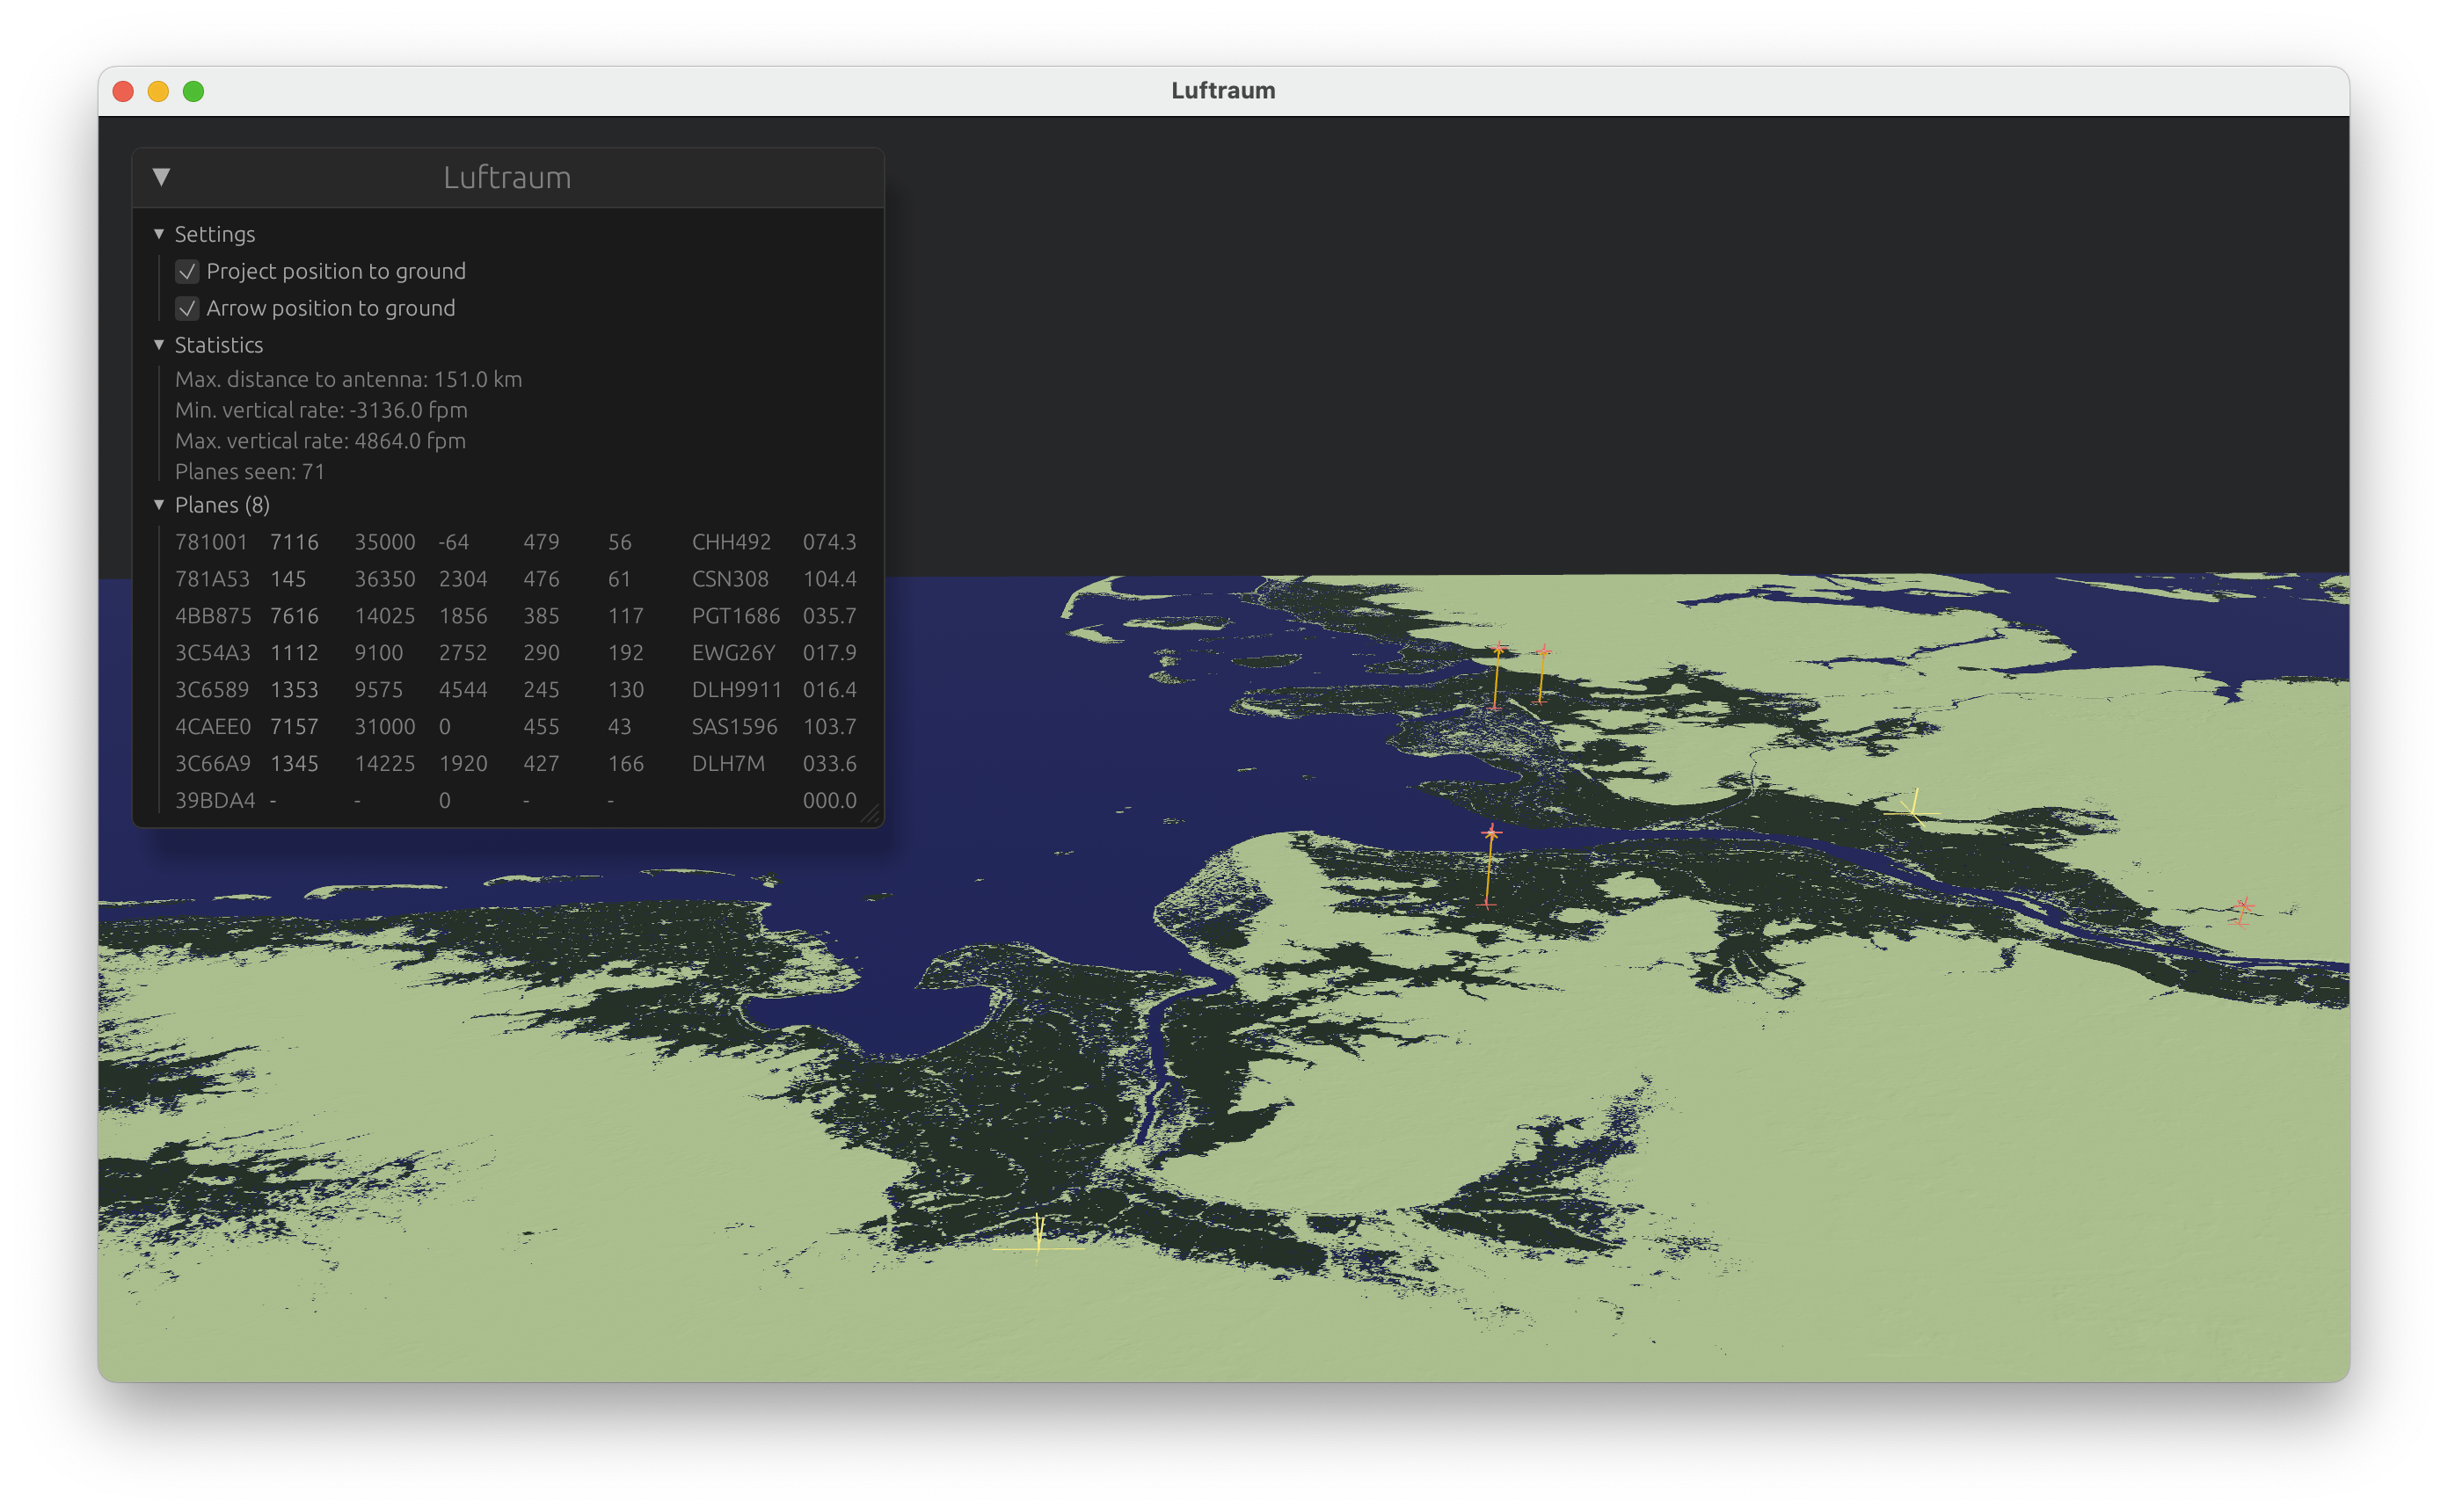 Luftraum
Luftraum
Settings
Project position to ground
Arrow position to ground
Statistics
Max. distance to antenna: 151.0 km
Min. vertical rate: -3136.0 fpm
Max. vertical rate: 4864.0 fpm
Planes seen: 71
Planes (8)
781001 7116 35000 -64 479 56 CHH492 074.3
781A53 145 36350 2304 476 61 CSN308 104.4
4BB875 7616 14025 1856 385 117 PGT1686 035.7
3C54A3 1112 9100 2752 290 192 EWG26Y 017.9
3C6589 1353 9575 4544 245 130 DLH9911 016.4
4CAEE0 7157 31000 0 455 43 SAS1596 103.7
3C66A9 1345 14225 1920 427 166 DLH7M 033.6
39BDA4 - - 0 - - 000.0